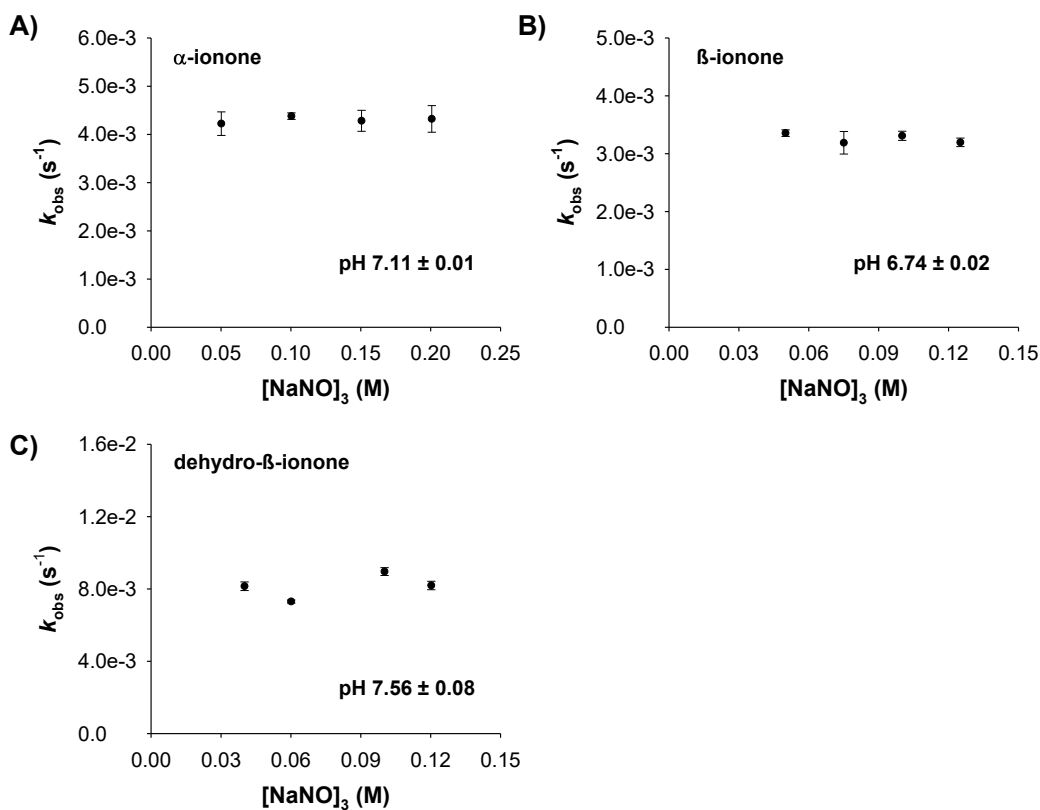 A)
6.0e-3
5.0e-3
4.0e-3
3.0e-3
2.0e-3
1.0e-3
0.0
kobs (s-1)
α-ionone
pH 7.11 ± 0.01
0.00 0.05 0.10 0.15 0.20 0.25
[NaNO]3 (M)
B)
5.0e-3
4.0e-3
3.0e-3
2.0e-3
1.0e-3
0.0
kobs (s-1)
ß-ionone
pH 6.74 ± 0.02
0.00 0.03 0.06 0.09 0.12 0.15
[NaNO]3 (M)
C)
1.6e-2
1.2e-2
8.0e-3
4.0e-3
0.0
kobs (s-1)
dehydro-ß-ionone
pH 7.56 ± 0.08
0.00 0.03 0.06 0.09 0.12 0.15
[NaNO]3 (M)